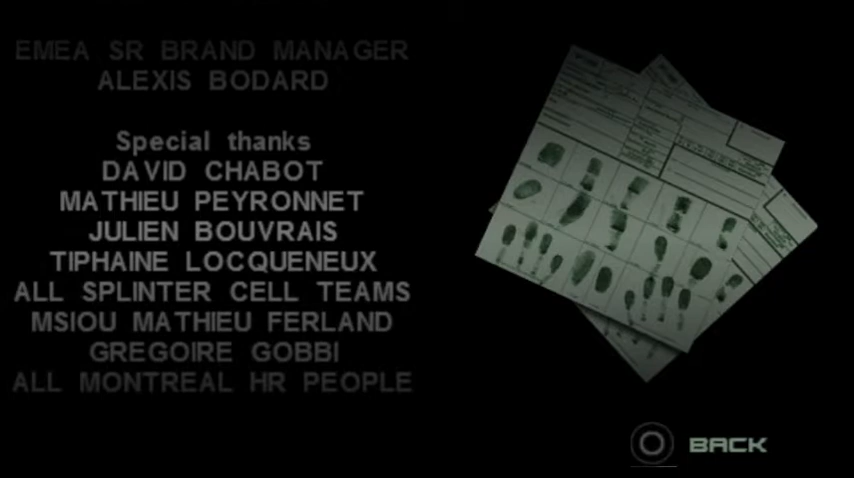 EMEA SR BRAND MANAGER
ALEXIS BODARD
Special thanks
DAVID CHABOT
MATHIEU PEYRONNET
JULIEN BOUVRAIS
TIPHAINE LOCQUENEUX
ALL SPLINTER CELL TEAMS
MSIOU MATHIEU FERLAND
GREGOIRE GOBBI
ALL MONTREAL HR PEOPLE
BACK